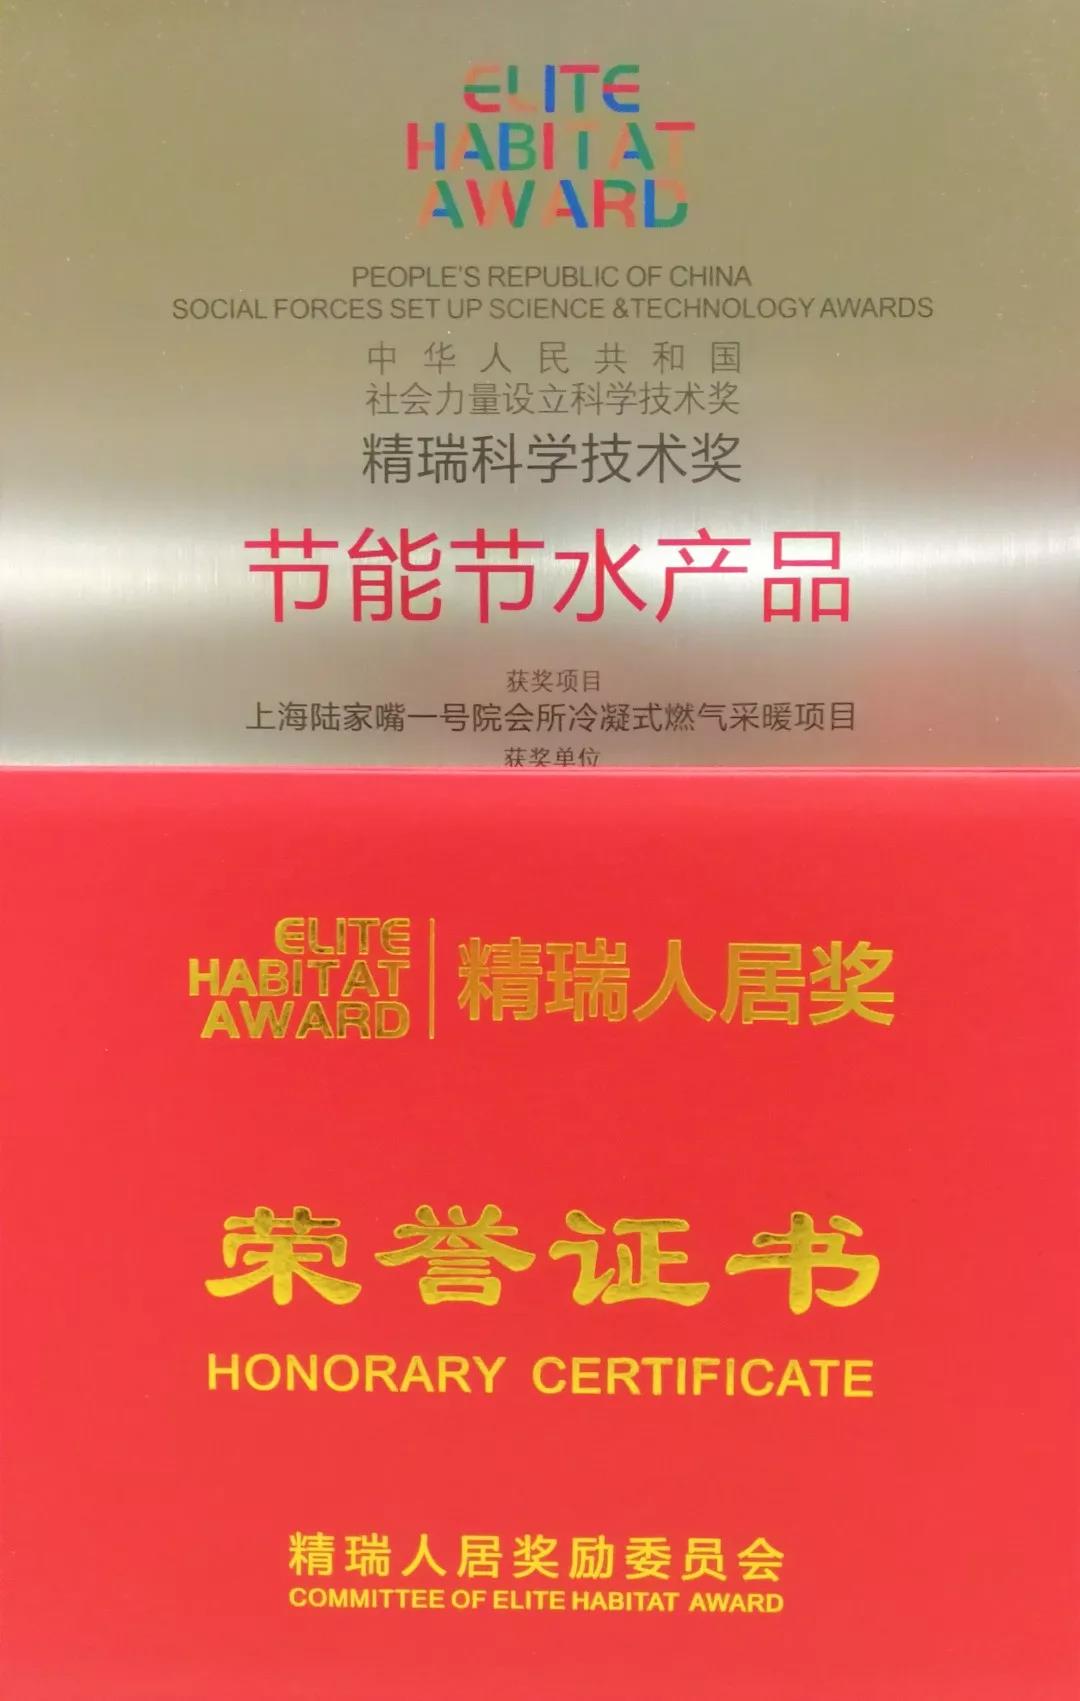 ELITE
HABITAT
AWARD
PEOPLE'S REPUBLIC OF CHINA
SOCIAL FORCES SET UP SCIENCE &TECHNOLOGY AWARDS
中华人民共和国
社会力量设立科学技术奖
精瑞科学技术奖
节能节水产品
获奖项目
上海陆家嘴一号院会所冷凝式燃气采暖项目
获奖单位
ELITE
HABITAT
AWARD
精瑞人居奖
荣誉证书
HONORARY CERTIFICATE
精瑞人居奖励委员会
COMMITTEE OF ELITE HABITAT AWARD